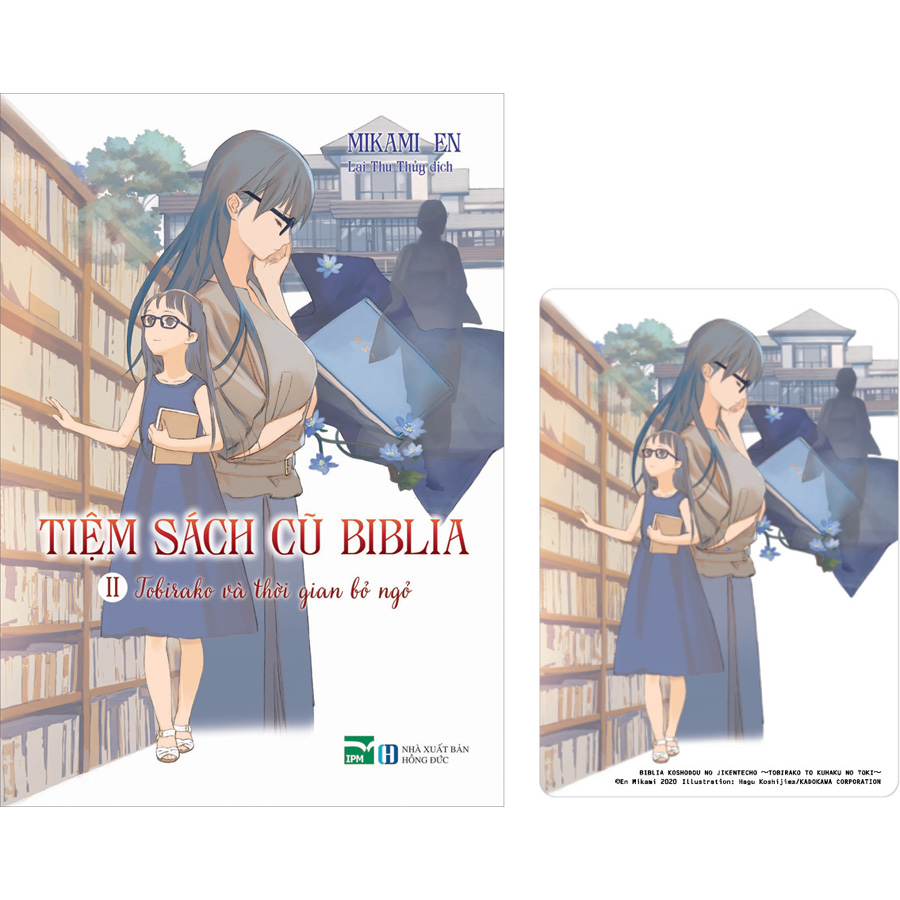 MIKAMI EN
Lai Thu Thủy dịch
TIỆM SÁCH CŨ BIBLIA
II Tobirako và thời gian bỏ ngỏ
IPM
H
NHÀ XUẤT BẢN
HỒNG ĐỨC
BIBLIA KOSHODOU NO JIKENTECHO ～TOBIRAKO TO KUHAKU NO TOKI～
©En Mikami 2020 Illustration: Hagu Koshijima/KADOKAWA CORPORATION